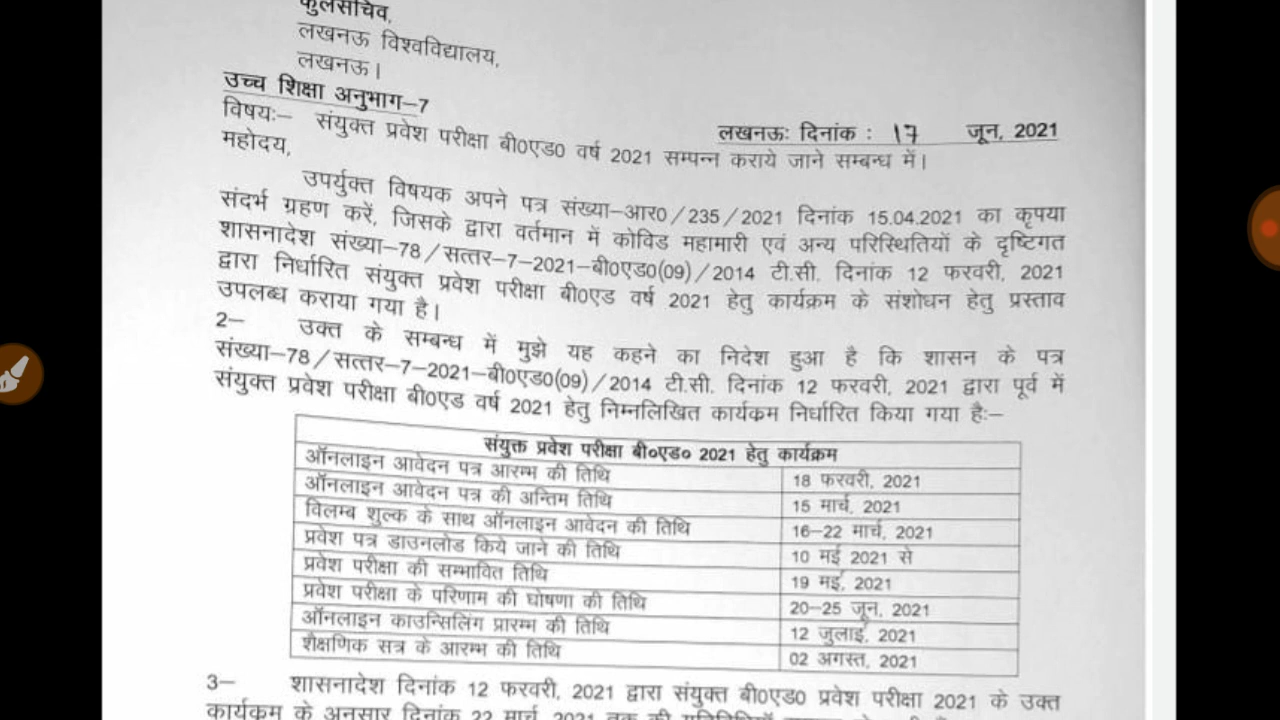 कुलसचिव,
लखनऊ विश्वविद्यालय,
लखनऊ।
उच्च शिक्षा अनुभाग–7
लखनऊः दिनांक : 17 जून, 2021
विषयः– संयुक्त प्रवेश परीक्षा बी0एड0 वर्ष 2021 सम्पन्न कराये जाने सम्बन्ध में।
महोदय,
उपर्युक्त विषयक अपने पत्र संख्या–आर0/235/2021 दिनांक 15.04.2021 का कृपया
संदर्भ ग्रहण करें, जिसके द्वारा वर्तमान में कोविड महामारी एवं अन्य परिस्थितियों के दृष्टिगत
शासनादेश संख्या–78/सत्तर–7–2021–बी0एड0(09)/2014 टी.सी. दिनांक 12 फरवरी, 2021
द्वारा निर्धारित संयुक्त प्रवेश परीक्षा बी0एड वर्ष 2021 हेतु कार्यक्रम के संशोधन हेतु प्रस्ताव
उपलब्ध कराया गया है।
2– उक्त के सम्बन्ध में मुझे यह कहने का निदेश हुआ है कि शासन के पत्र
संख्या–78/सत्तर–7–2021–बी0एड0(09)/2014 टी.सी. दिनांक 12 फरवरी, 2021 द्वारा पूर्व में
संयुक्त प्रवेश परीक्षा बी0एड वर्ष 2021 हेतु निम्नलिखित कार्यक्रम निर्धारित किया गया हैः–
संयुक्त प्रवेश परीक्षा बी०एड० 2021 हेतु कार्यक्रम
ऑनलाइन आवेदन पत्र आरम्भ की तिथि 18 फरवरी, 2021
ऑनलाइन आवेदन पत्र की अन्तिम तिथि 15 मार्च, 2021
विलम्ब शुल्क के साथ ऑनलाइन आवेदन की तिथि 16–22 मार्च, 2021
प्रवेश पत्र डाउनलोड किये जाने की तिथि 10 मई 2021 से
प्रवेश परीक्षा की सम्भावित तिथि 19 मई, 2021
प्रवेश परीक्षा के परिणाम की घोषणा की तिथि 20–25 जून, 2021
ऑनलाइन काउन्सिलिंग प्रारम्भ की तिथि 12 जुलाई, 2021
शैक्षणिक सत्र के आरम्भ की तिथि 02 अगस्त, 2021
3– शासनादेश दिनांक 12 फरवरी, 2021 द्वारा संयुक्त बी0एड0 प्रवेश परीक्षा 2021 के उक्त
कार्यक्रम के अनुसार दिनांक 22 मार्च, 2021 तक की